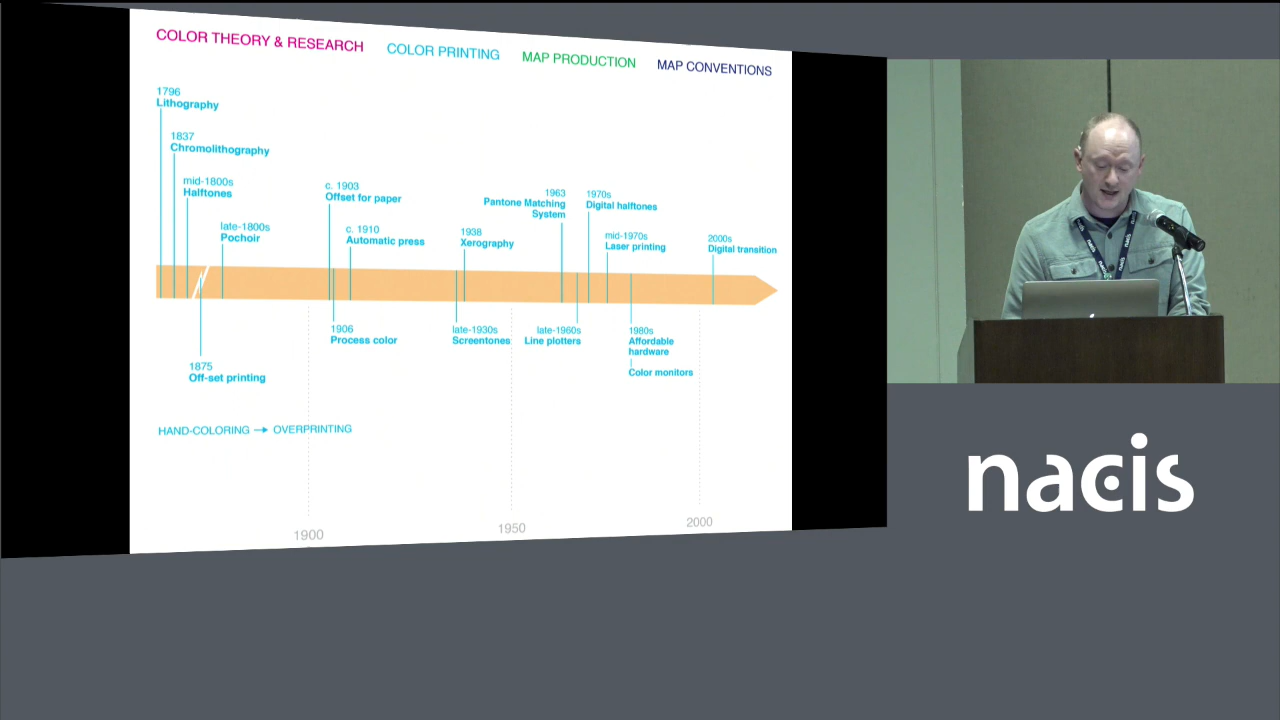 COLOR THEORY & RESEARCH
COLOR PRINTING
MAP PRODUCTION
MAP CONVENTIONS
1796
Lithography
1837
Chromolithography
mid-1800s
Halftones
late-1800s
Pochoir
c. 1903
Offset for paper
c. 1910
Automatic press
1938
Xerography
1963
Pantone Matching
System
1970s
Digital halftones
mid-1970s
Laser printing
2000s
Digital transition
1875
Off-set printing
1906
Process color
late-1930s
Screentones
late-1960s
Line plotters
1980s
Affordable
hardware
Color monitors
HAND-COLORING → OVERPRINTING
1900
1950
2000
nacis
nacis